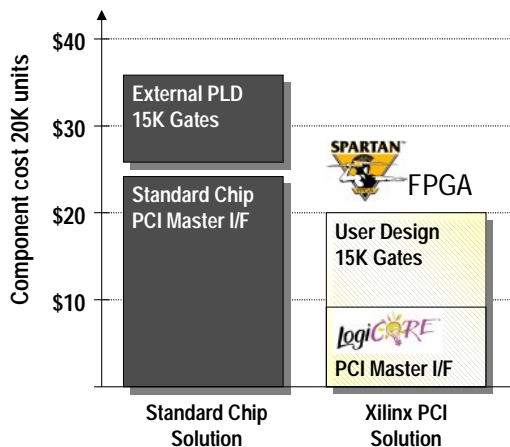 Component cost 20K units
$40
$30
$20
$10
External PLD
15K Gates
Standard Chip
PCI Master I/F
SPARTAN™
FPGA
User Design
15K Gates
LogiCORE
PCI Master I/F
Standard Chip
Solution
Xilinx PCI
Solution